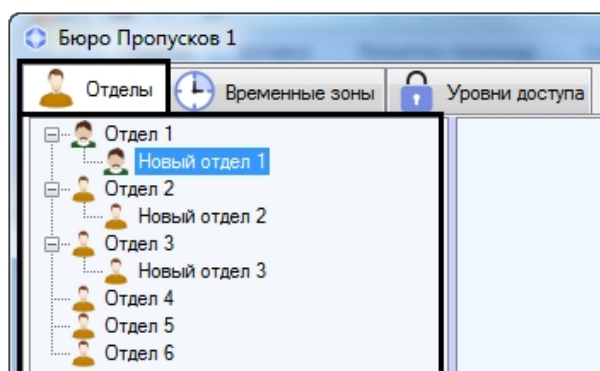 Бюро Пропусков 1
Отделы Временные зоны Уровни доступа
Отдел 1
Новый отдел 1
Отдел 2
Новый отдел 2
Отдел 3
Новый отдел 3
Отдел 4
Отдел 5
Отдел 6